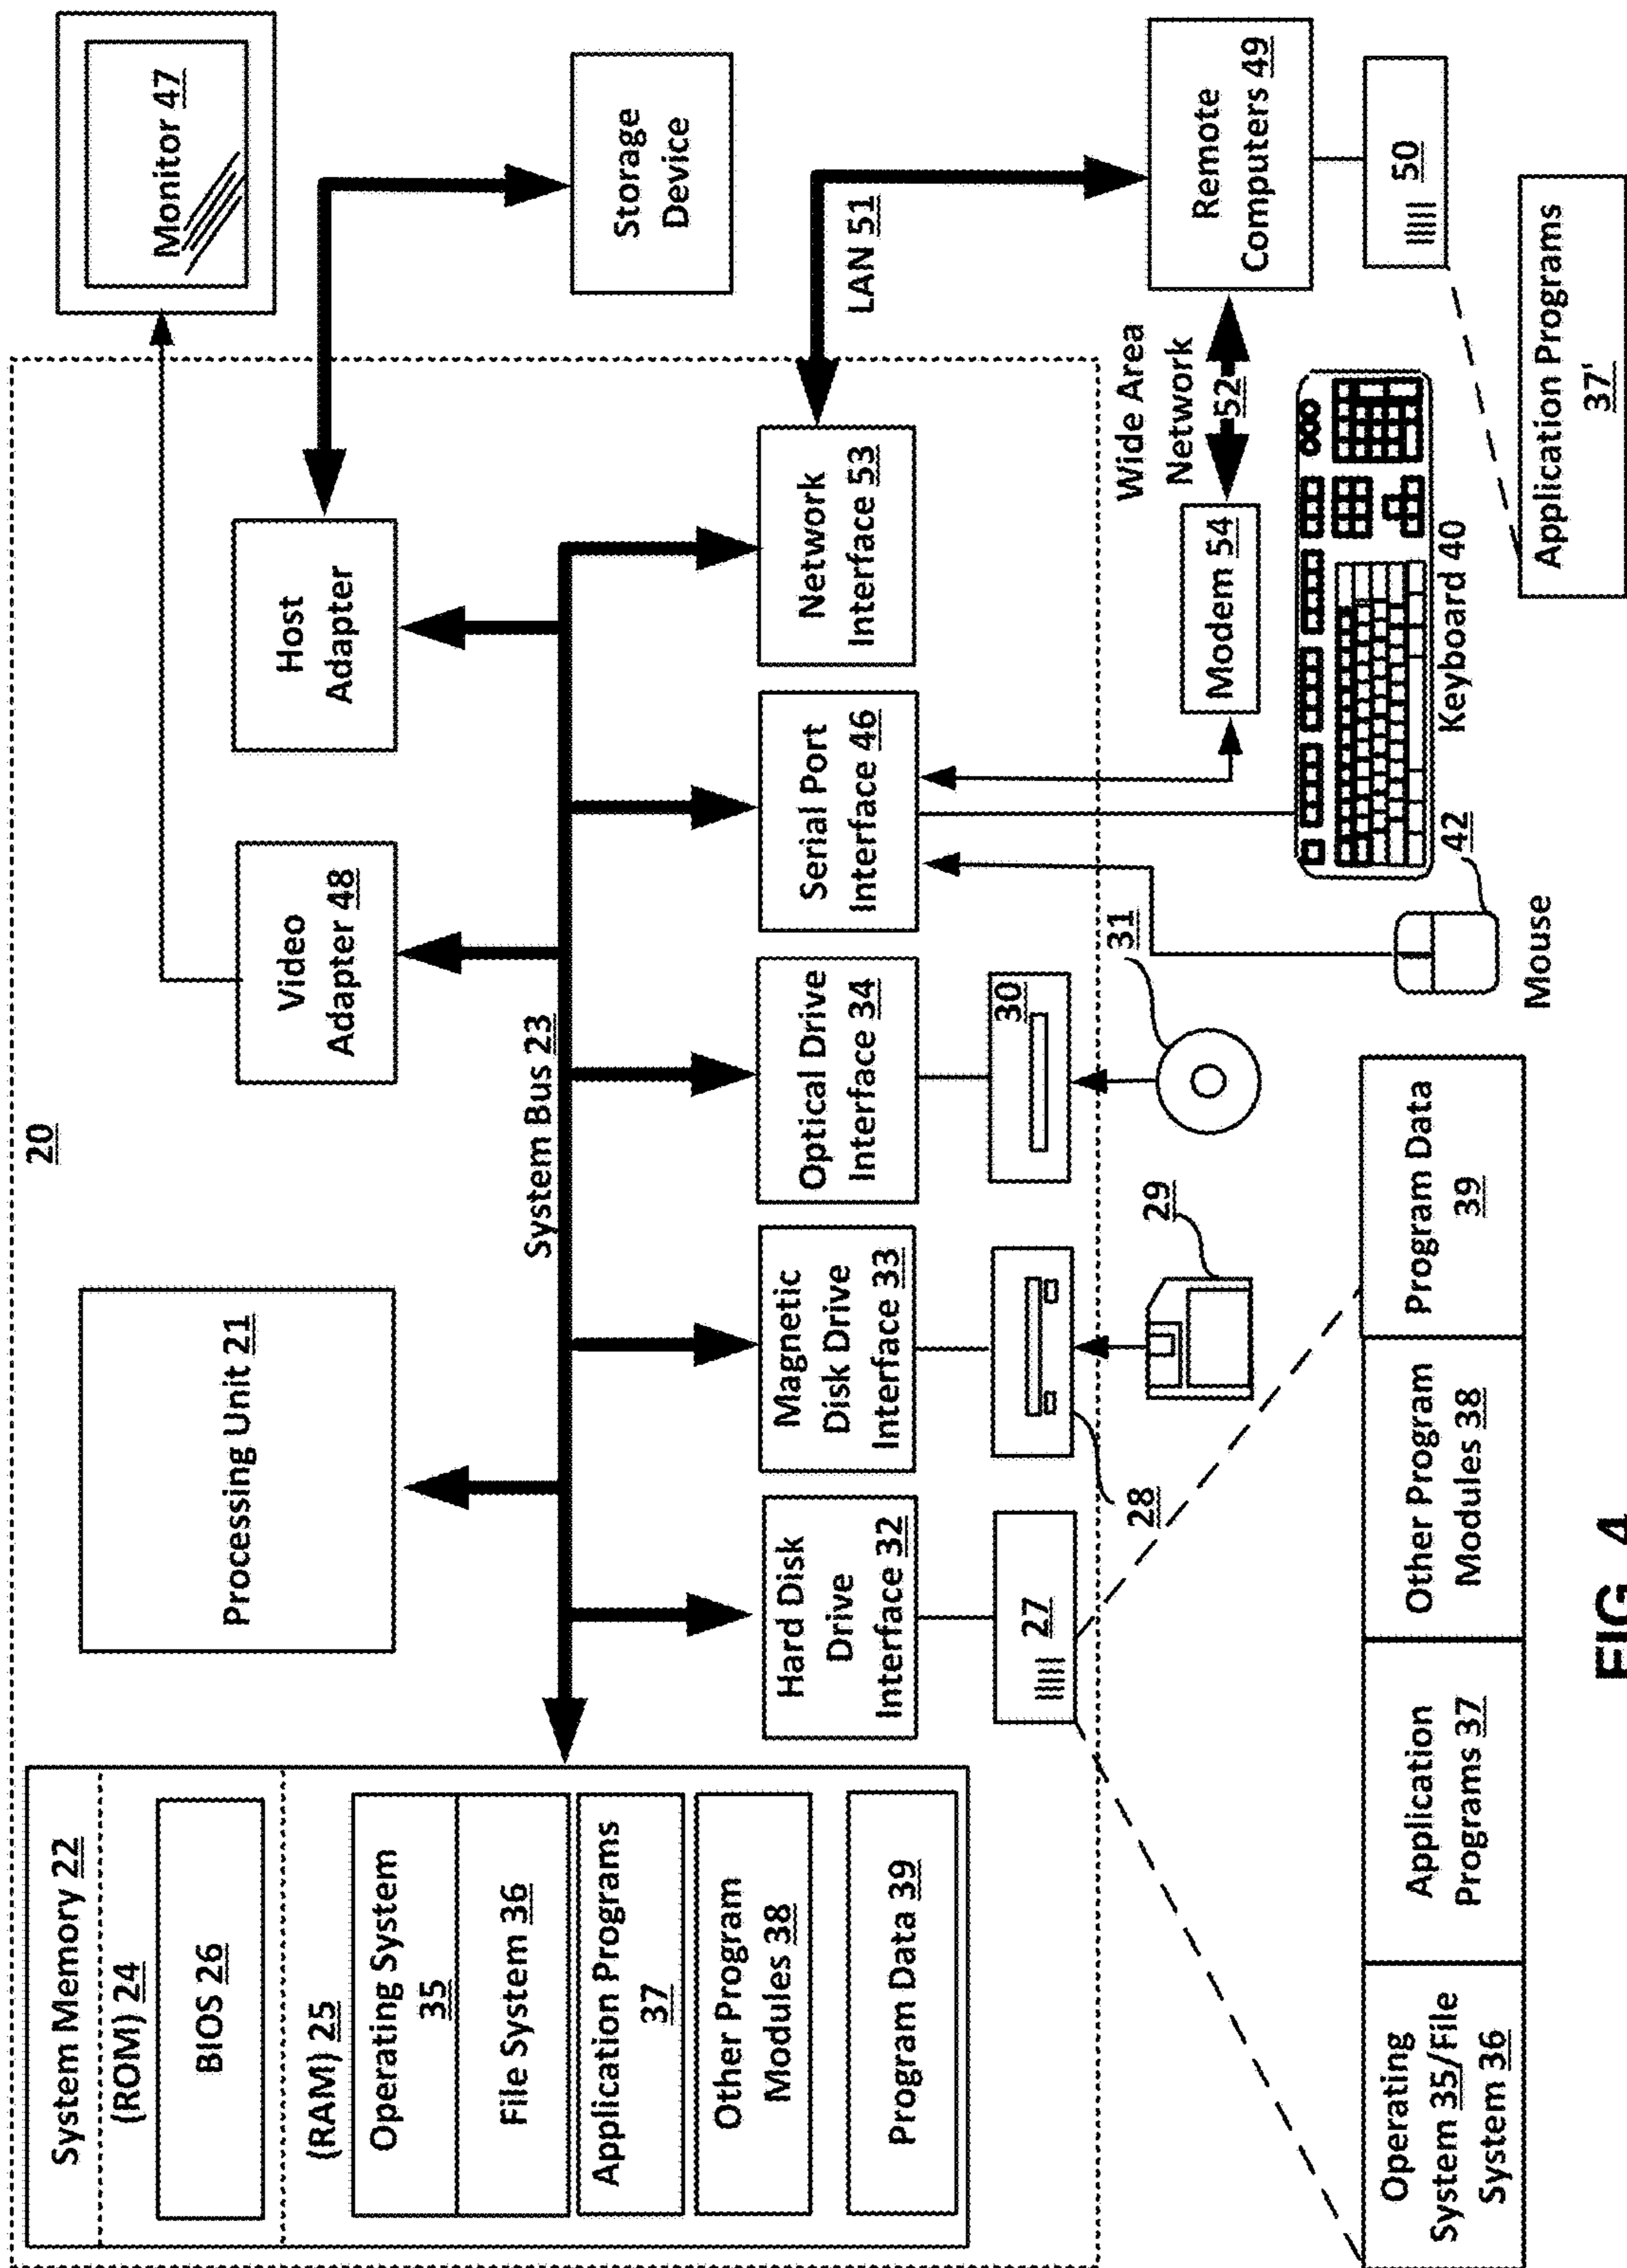 20
System Memory 22
(ROM) 24
BIOS 26
(RAM) 25
Operating System
35
File System 36
Application Programs
37
Other Program
Modules 38
Program Data 39
Processing Unit 21
Video
Adapter 48
Host
Adapter
Monitor 47
Storage
Device
System Bus 23
Hard Disk
Drive
Interface 32
Magnetic
Disk Drive
Interface 33
Optical Drive
Interface 34
Serial Port
Interface 46
Network
Interface 53
LAN 51
27
28
29
30
31
Wide Area
Network
52
Modem 54
Remote
Computers 49
50
Keyboard 40
42
Mouse
Application Programs
37'
Operating
System 35/File
System 36
Application
Programs 37
Other Program
Modules 38
Program Data
39
FIG. 4